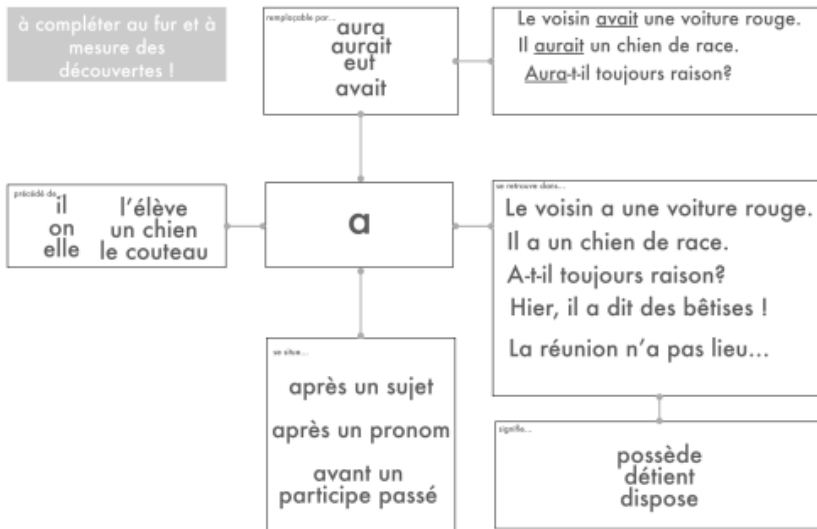 à compléter au fur et à
mesure des
découvertes !
remplaçable par...
aura
aurait
eut
avait
Le voisin avait une voiture rouge.
Il aurait un chien de race.
Aura-t-il toujours raison?
précédé de...
il
on
elle
l'élève
un chien
le couteau
a
se retrouve dans...
Le voisin a une voiture rouge.
Il a un chien de race.
A-t-il toujours raison?
Hier, il a dit des bêtises !
La réunion n'a pas lieu...
se situe...
après un sujet
après un pronom
avant un
participe passé
signifie...
possède
détient
dispose